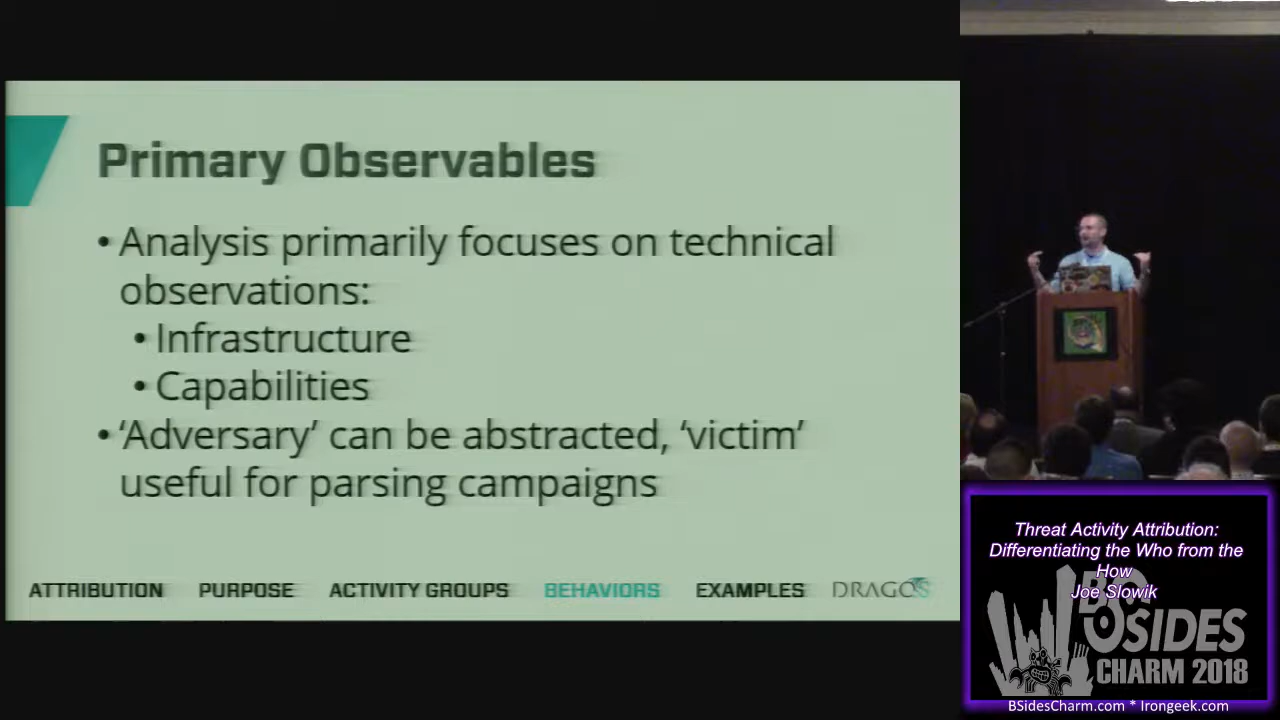 Primary Observables
• Analysis primarily focuses on technical
observations:
• Infrastructure
• Capabilities
• ‘Adversary’ can be abstracted, ‘victim’
useful for parsing campaigns
ATTRIBUTION PURPOSE ACTIVITY GROUPS BEHAVIORS EXAMPLES DRAGOS
Threat Activity Attribution:
Differentiating the Who from the
How
Joe Slowik
BSIDES
CHARM 2018
BSidesCharm.com * Irongeek.com